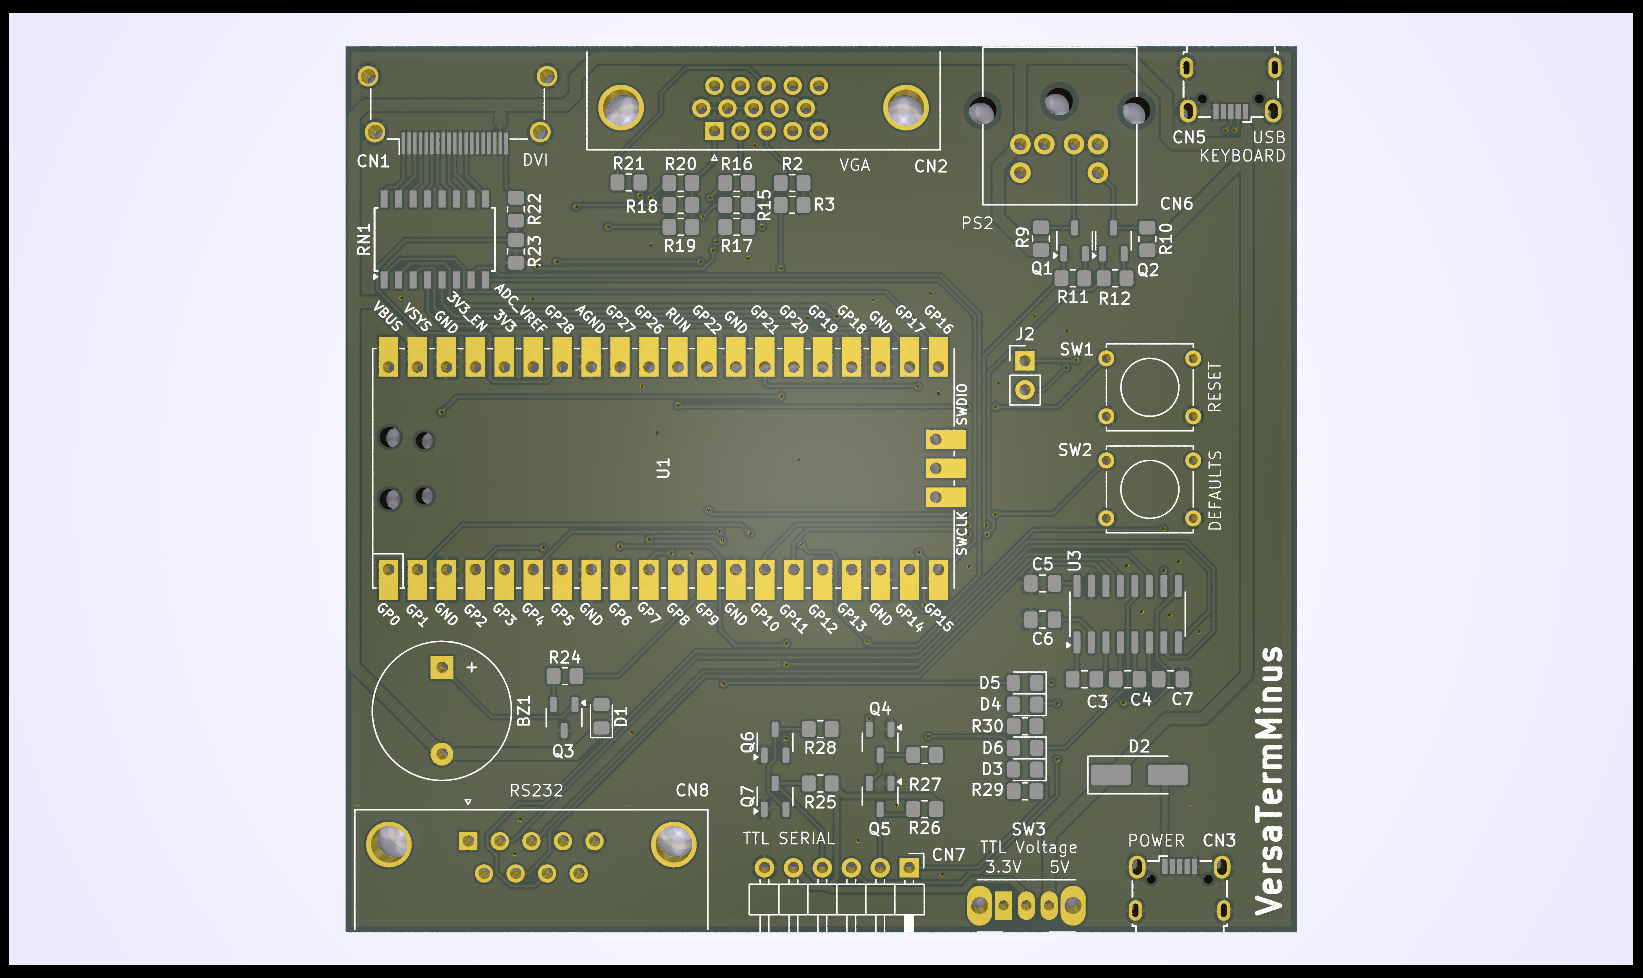 CN1
DVI
VGA
CN2
CN5
USB
KEYBOARD
R21
R20
R16
R2
R18
R15
R3
R19
R17
R22
R23
RN1
PS2
CN6
R9
R10
Q1
Q2
R11
R12
VBUS
VSYS
GND
3V3_EN
3V3
ADC_VREF
GP28
AGND
GP27
GP26
RUN
GP22
GND
GP21
GP20
GP19
GP18
GND
GP17
GP16
J2
SW1
RESET
SWDIO
SW2
DEFAULTS
U1
SWCLK
GP0
GP1
GND
GP2
GP3
GP4
GP5
GND
GP6
GP7
GP8
GP9
GND
GP10
GP11
GP12
GP13
GND
GP14
GP15
C5
U3
C6
C3
C4
C7
+
BZ1
R24
Q3
D1
D5
D4
R30
D6
D3
R29
D2
Q6
R28
Q4
R27
Q7
R25
Q5
R26
RS232
CN8
TTL SERIAL
CN7
SW3
TTL Voltage
3.3V 5V
POWER
CN3
VersaTermMinus